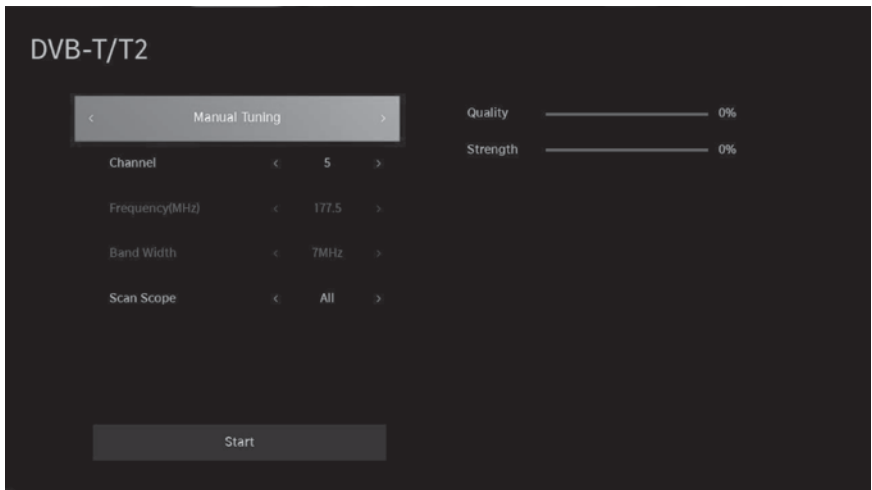 DVB-T/T2
Manual Tuning
Channel < 5 >
Frequency(MHz) < 177.5 >
Band Width < 7MHz >
Scan Scope < All >
Start
Quality 0%
Strength 0%